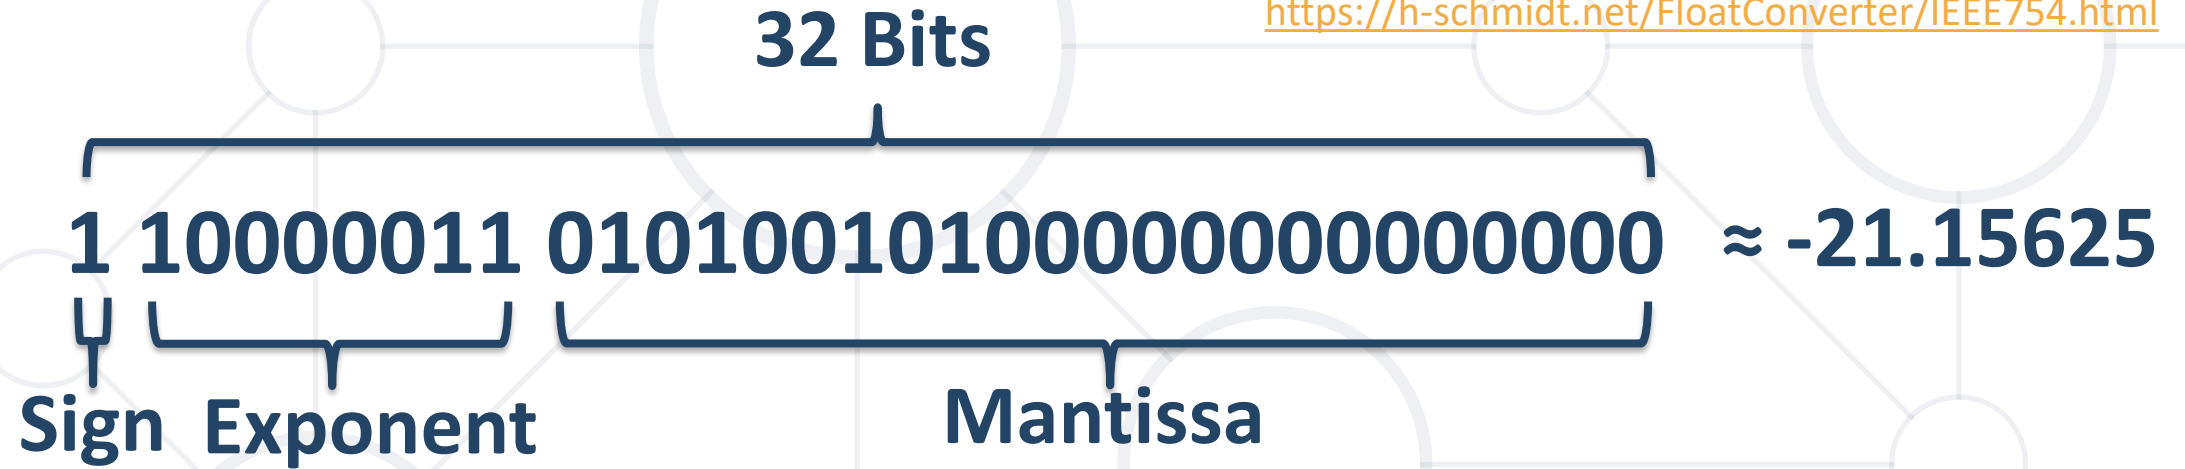 https://h-schmidt.net/FloatConverter/IEEE754.html
32 Bits
1 10000011 01010010100000000000000 ≈ -21.15625
Sign Exponent Mantissa